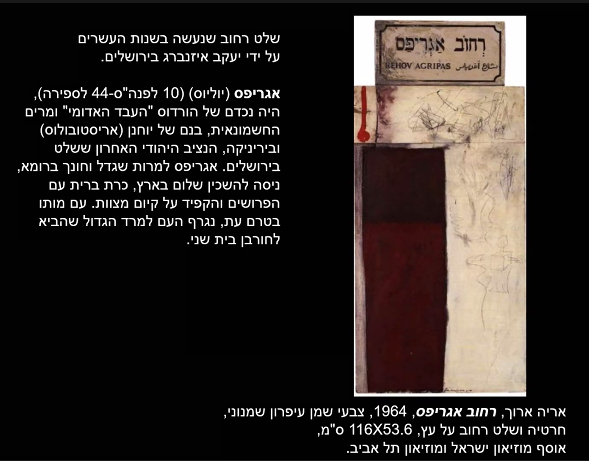 שלט רחוב שנעשה בשנות העשרים
על ידי יעקב איזנברג בירושלים.
אגריפס (יוליוס) (10 לפנה"ס-44 לספירה),
היה נכדם של הורדוס "העבד האדומי" ומרים
החשמונאית, בנם של יוחנן (אריסטובולוס)
וביריניקה, הנציב היהודי האחרון ששלט
בירושלים. אגריפס למרות שגדל וחונך ברומא,
ניסה להשכין שלום בארץ, כרת ברית עם
הפרושים והקפיד על קיום מצוות. עם מותו
בטרם עת, נגרף העם למרד הגדול שהביא
לחורבן בית שני.
רְחוֹב אַגְרִיפַּס
REHOV AGRIPAS شارع اغريباس
אריה ארוך, רחוב אגריפס, 1964, צבעי שמן עיפרון שמנוני,
חרטיה ושלט רחוב על עץ, 116X53.6 ס"מ,
אוסף מוזיאון ישראל ומוזיאון תל אביב.